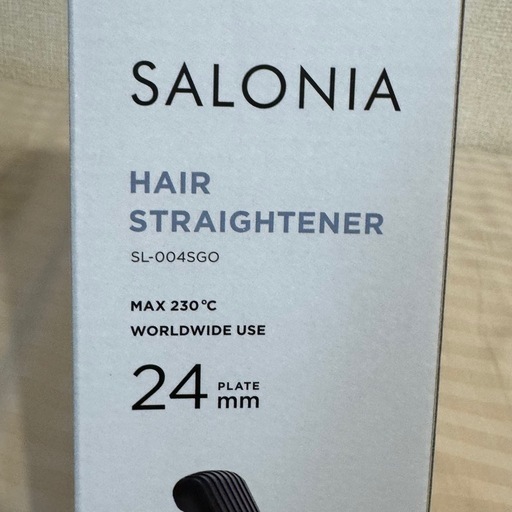 SALONIA
HAIR
STRAIGHTENER
SL-004SGO
MAX 230℃
WORLDWIDE USE
24 PLATE mm